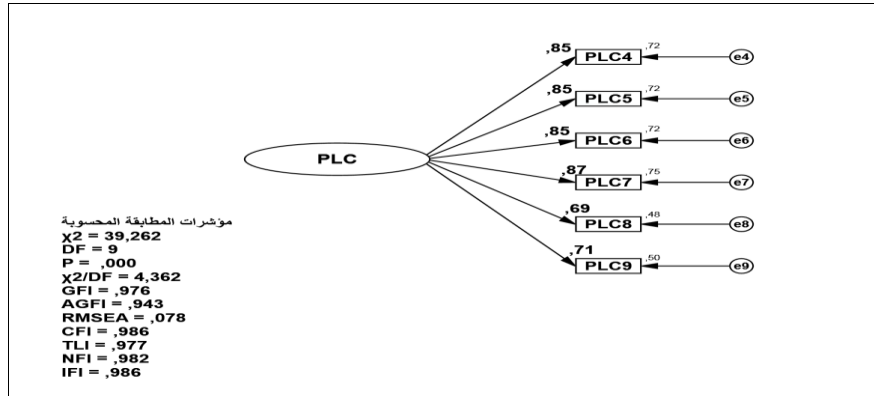 ,85
PLC4
,72
e4
,85
PLC5
,72
e5
,85
PLC6
,72
e6
PLC
,87
PLC7
,75
e7
,69
PLC8
,48
e8
,71
PLC9
,50
e9
مؤشرات المطابقة المحسوبة
χ2 = 39,262
DF = 9
P = ,000
χ2/DF = 4,362
GFI = ,976
AGFI = ,943
RMSEA = ,078
CFI = ,986
TLI = ,977
NFI = ,982
IFI = ,986